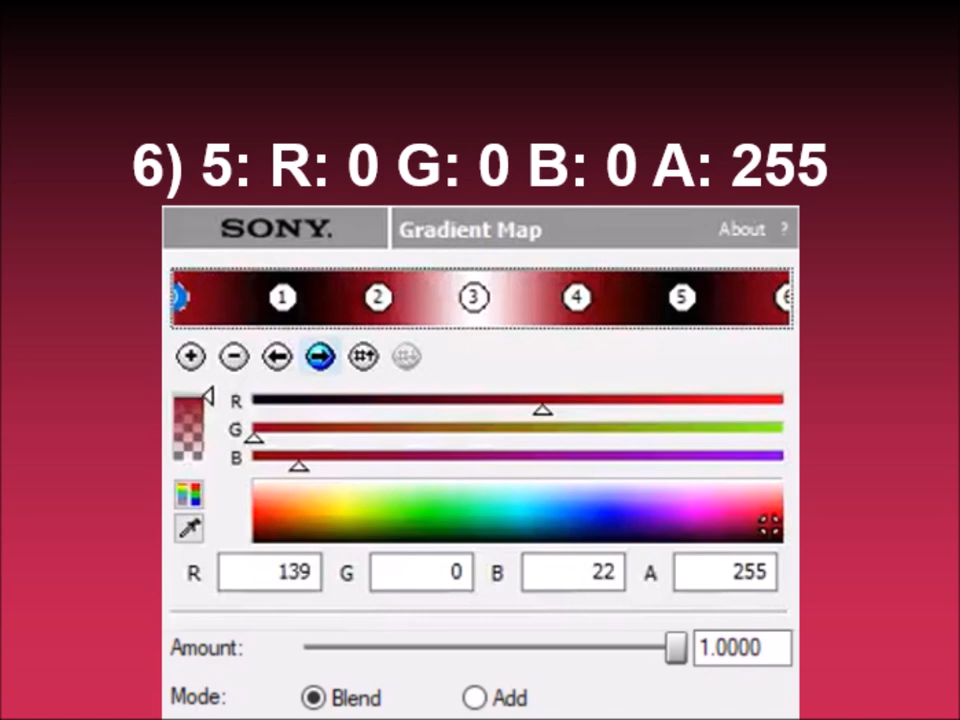 6) 5: R: 0 G: 0 B: 0 A: 255
SONY. Gradient Map About ?
1 2 3 4 5
R
G
B
R 139 G 0 B 22 A 255
Amount: 1.0000
Mode: Blend Add